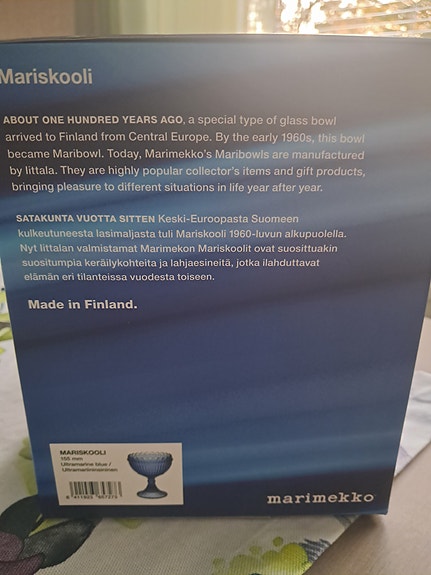 Mariskooli
ABOUT ONE HUNDRED YEARS AGO, a special type of glass bowl
arrived to Finland from Central Europe. By the early 1960s, this bowl
became Maribowl. Today, Marimekko's Maribowls are manufactured
by Iittala. They are highly popular collector's items and gift products,
bringing pleasure to different situations in life year after year.
SATAKUNTA VUOTTA SITTEN Keski-Euroopasta Suomeen
kulkeutuneesta lasimaljasta tuli Mariskooli 1960-luvun alkupuolella.
Nyt Iittalan valmistamat Marimekon Mariskoolit ovat suosittuakin
suositumpia keräilykohteita ja lahjaesineitä, jotka ilahduttavat
elämän eri tilanteissa vuodesta toiseen.
Made in Finland.
MARISKOOLI
155 mm
Ultramarine blue /
Ultramariininsininen
marimekko